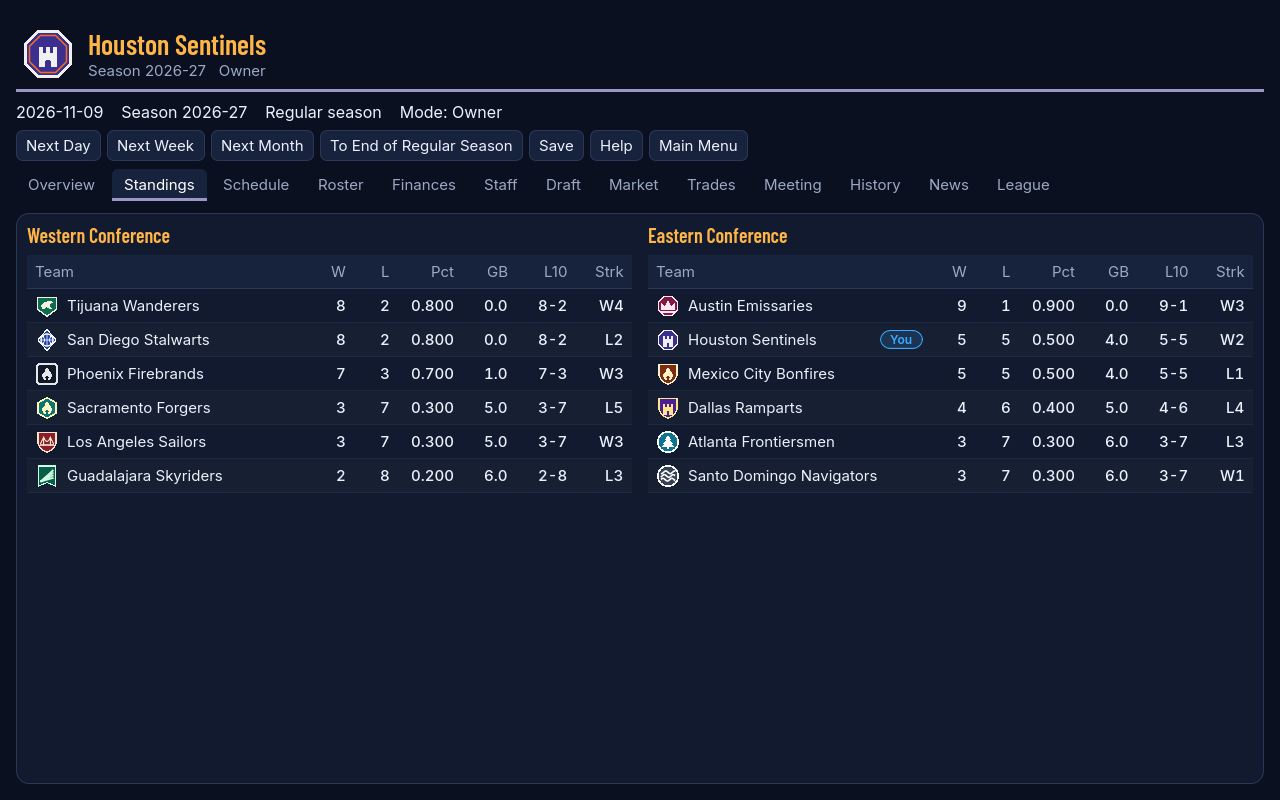 Houston Sentinels
Season 2026-27 Owner
2026-11-09 Season 2026-27 Regular season Mode: Owner
Next Day Next Week Next Month To End of Regular Season Save Help Main Menu
Overview Standings Schedule Roster Finances Staff Draft Market Trades Meeting History News League
Western Conference
Team W L Pct GB L10 Strk
Tijuana Wanderers 8 2 0.800 0.0 8-2 W4
San Diego Stalwarts 8 2 0.800 0.0 8-2 L2
Phoenix Firebrands 7 3 0.700 1.0 7-3 W3
Sacramento Forgers 3 7 0.300 5.0 3-7 L5
Los Angeles Sailors 3 7 0.300 5.0 3-7 W3
Guadalajara Skyriders 2 8 0.200 6.0 2-8 L3
Eastern Conference
Team W L Pct GB L10 Strk
Austin Emissaries 9 1 0.900 0.0 9-1 W3
Houston Sentinels You 5 5 0.500 4.0 5-5 W2
Mexico City Bonfires 5 5 0.500 4.0 5-5 L1
Dallas Ramparts 4 6 0.400 5.0 4-6 L4
Atlanta Frontiersmen 3 7 0.300 6.0 3-7 L3
Santo Domingo Navigators 3 7 0.300 6.0 3-7 W1